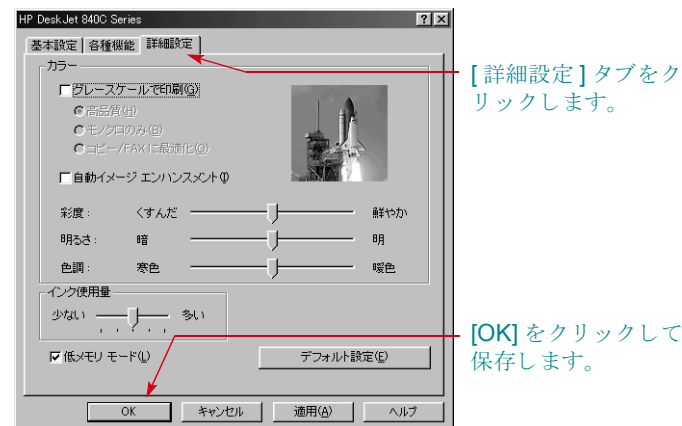 HP DeskJet 840C Series
基本設定 各種機能 詳細設定
カラー
グレースケールで印刷(G)
高品質(H)
モノクロのみ(B)
コピー/FAXに最適化(O)
自動イメージ エンハンスメント(I)
彩度: くすんだ 鮮やか
明るさ: 暗 明
色調: 寒色 暖色
インク使用量
少ない 多い
低メモリ モード(L)
デフォルト設定(E)
OK キャンセル 適用(A) ヘルプ
[詳細設定]タブをク
リックします。
[OK]をクリックして
保存します。